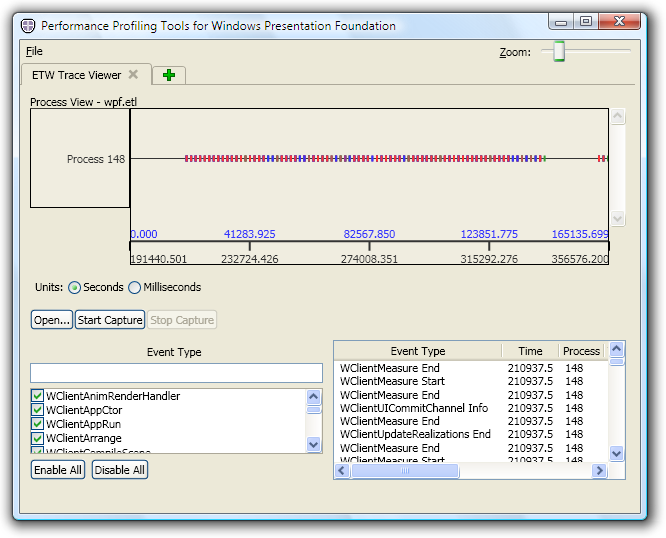 Performance Profiling Tools for Windows Presentation Foundation
File
Zoom:
ETW Trace Viewer
Process View - wpf.etl
Process 148
0.000 41283.925 82567.850 123851.775 165135.699
191440.501 232724.426 274008.351 315292.276 356576.200
Units: Seconds Milliseconds
Open... Start Capture Stop Capture
Event Type
WClientAnimRenderHandler
WClientAppCtor
WClientAppRun
WClientArrange
WClientCompileScene
Enable All Disable All
Event Type Time Process
WClientMeasure End 210937.5 148
WClientMeasure Start 210937.5 148
WClientMeasure End 210937.5 148
WClientUICommitChannel Info 210937.5 148
WClientMeasure End 210937.5 148
WClientUpdateRealizations End 210937.5 148
WClientMeasure End 210937.5 148
WClientMeasure Start 210937.5 148